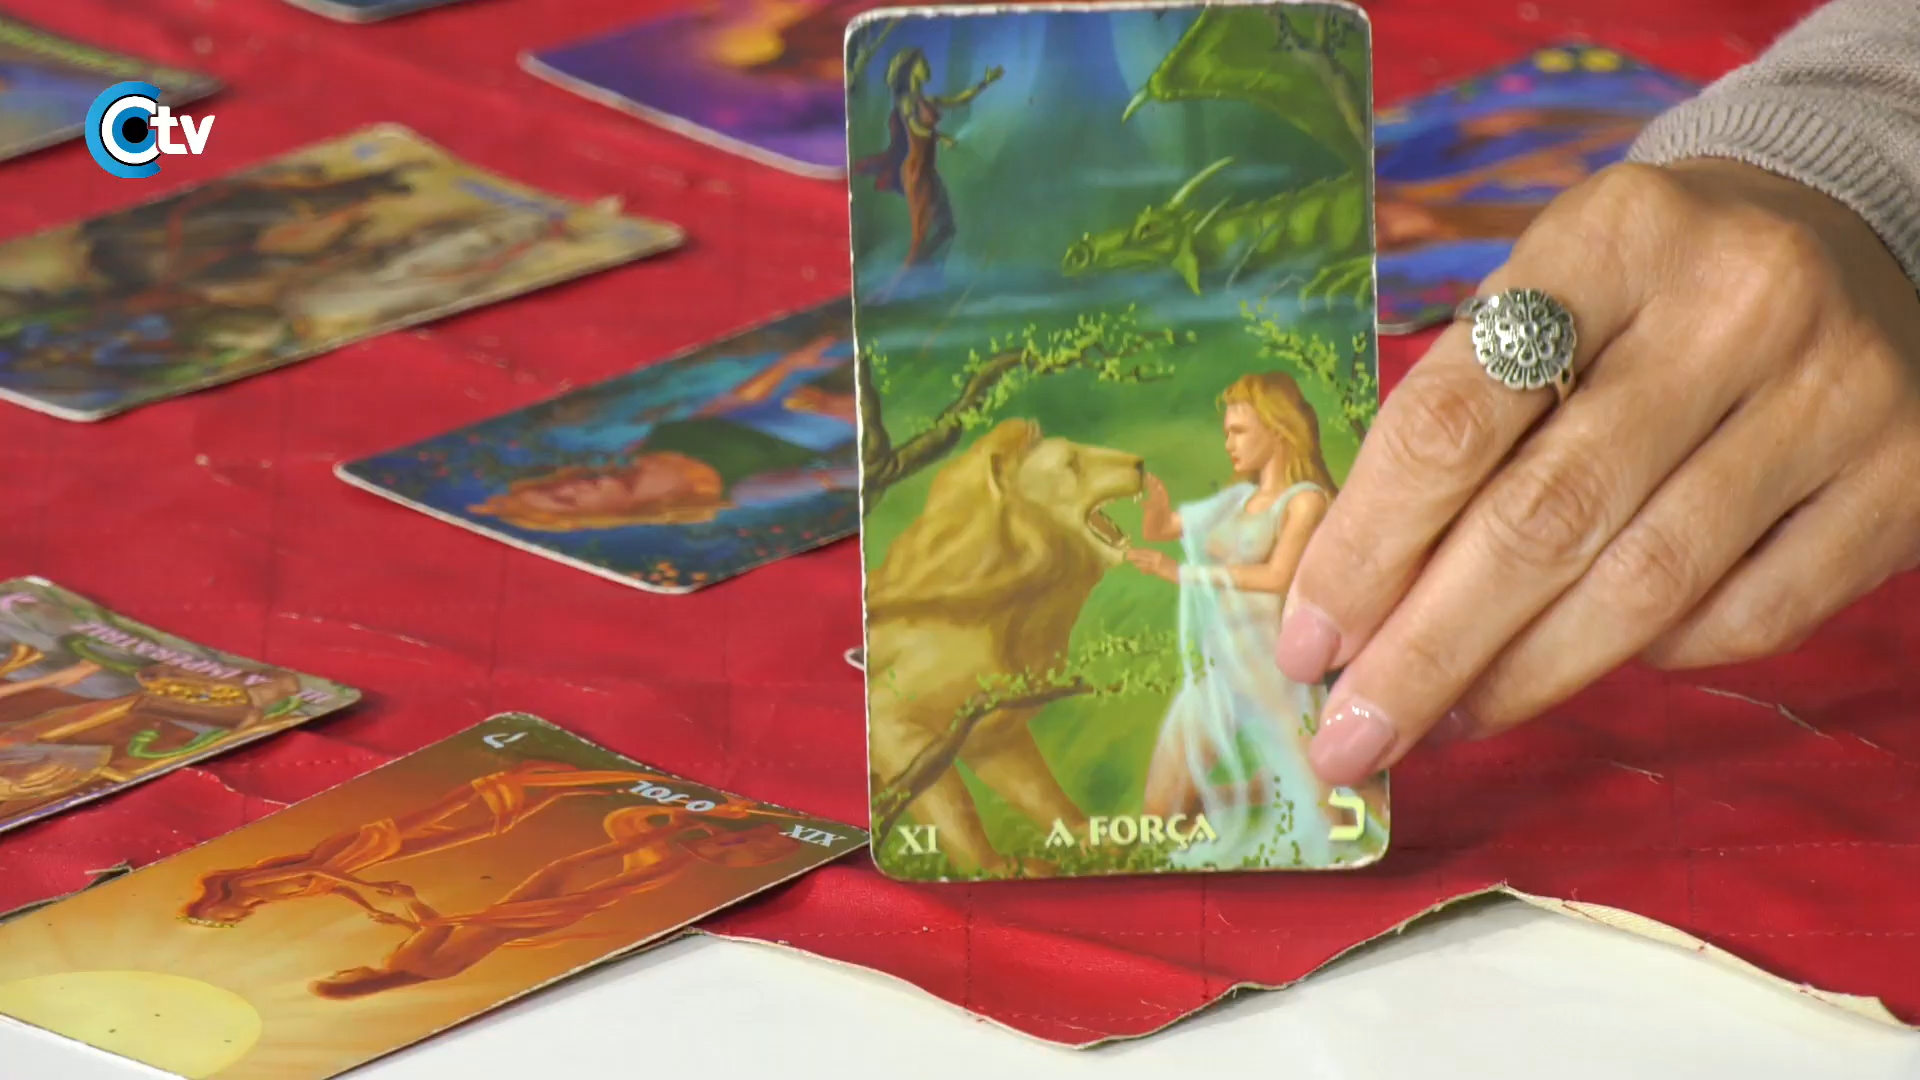 Ctv
XI A FORÇA כ
III A IMPERATRIZ ג
XIX O SOL ק